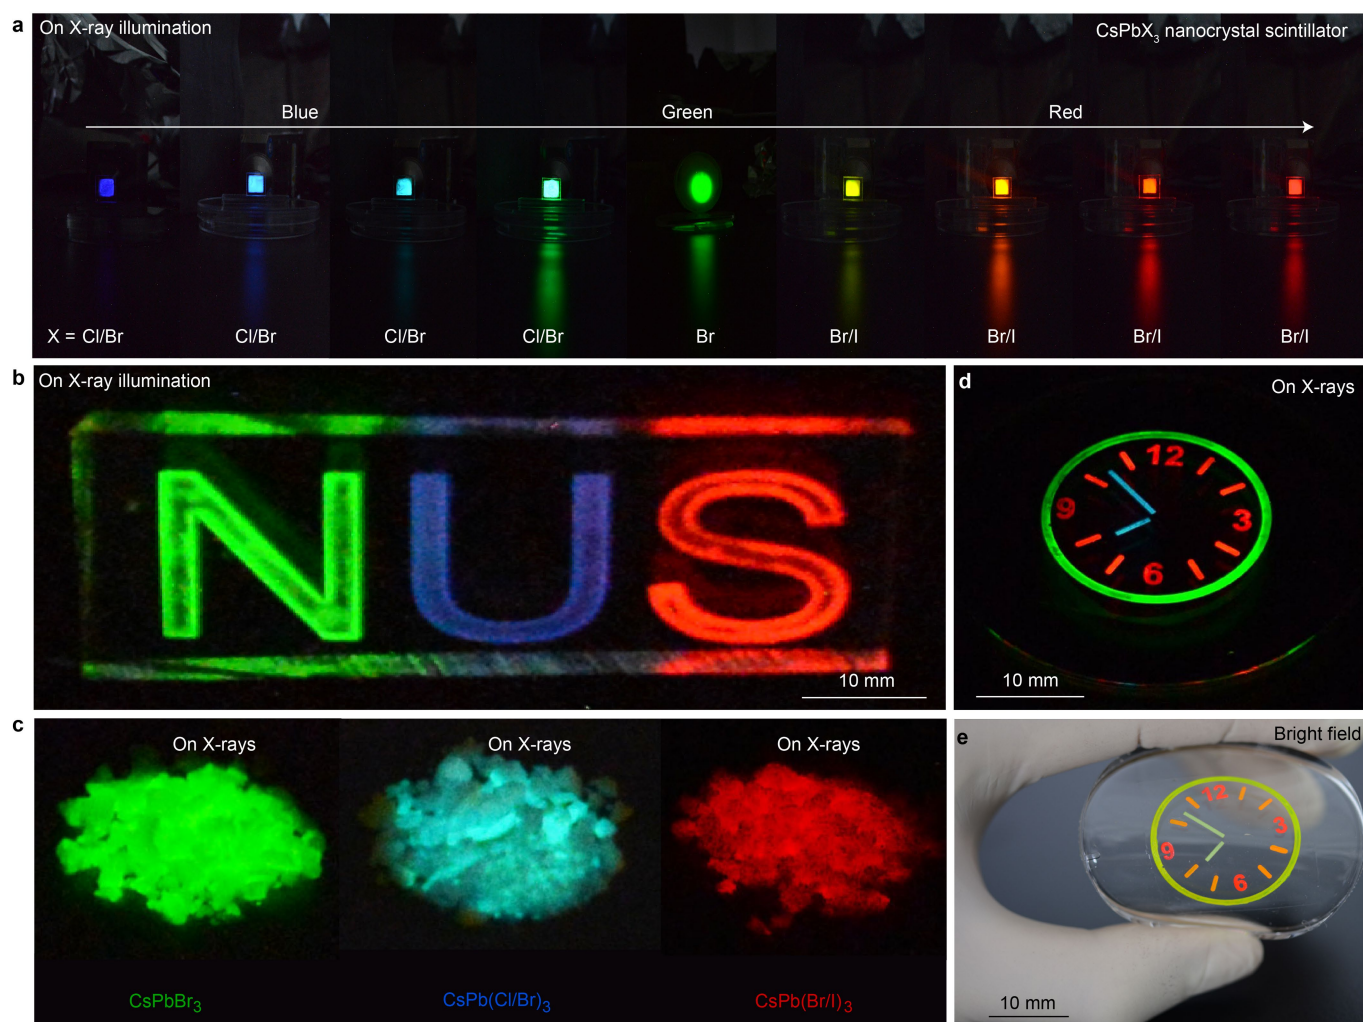 a
On X-ray illumination
CsPbX₃ nanocrystal scintillator
Blue
Green
Red
X = Cl/Br
Cl/Br
Cl/Br
Cl/Br
Br
Br/I
Br/I
Br/I
Br/I
b
On X-ray illumination
NUS
10 mm
d
On X-rays
12
9
3
6
10 mm
c
On X-rays
On X-rays
On X-rays
CsPbBr₃
CsPb(Cl/Br)₃
CsPb(Br/I)₃
e
Bright field
12
3
9
6
10 mm